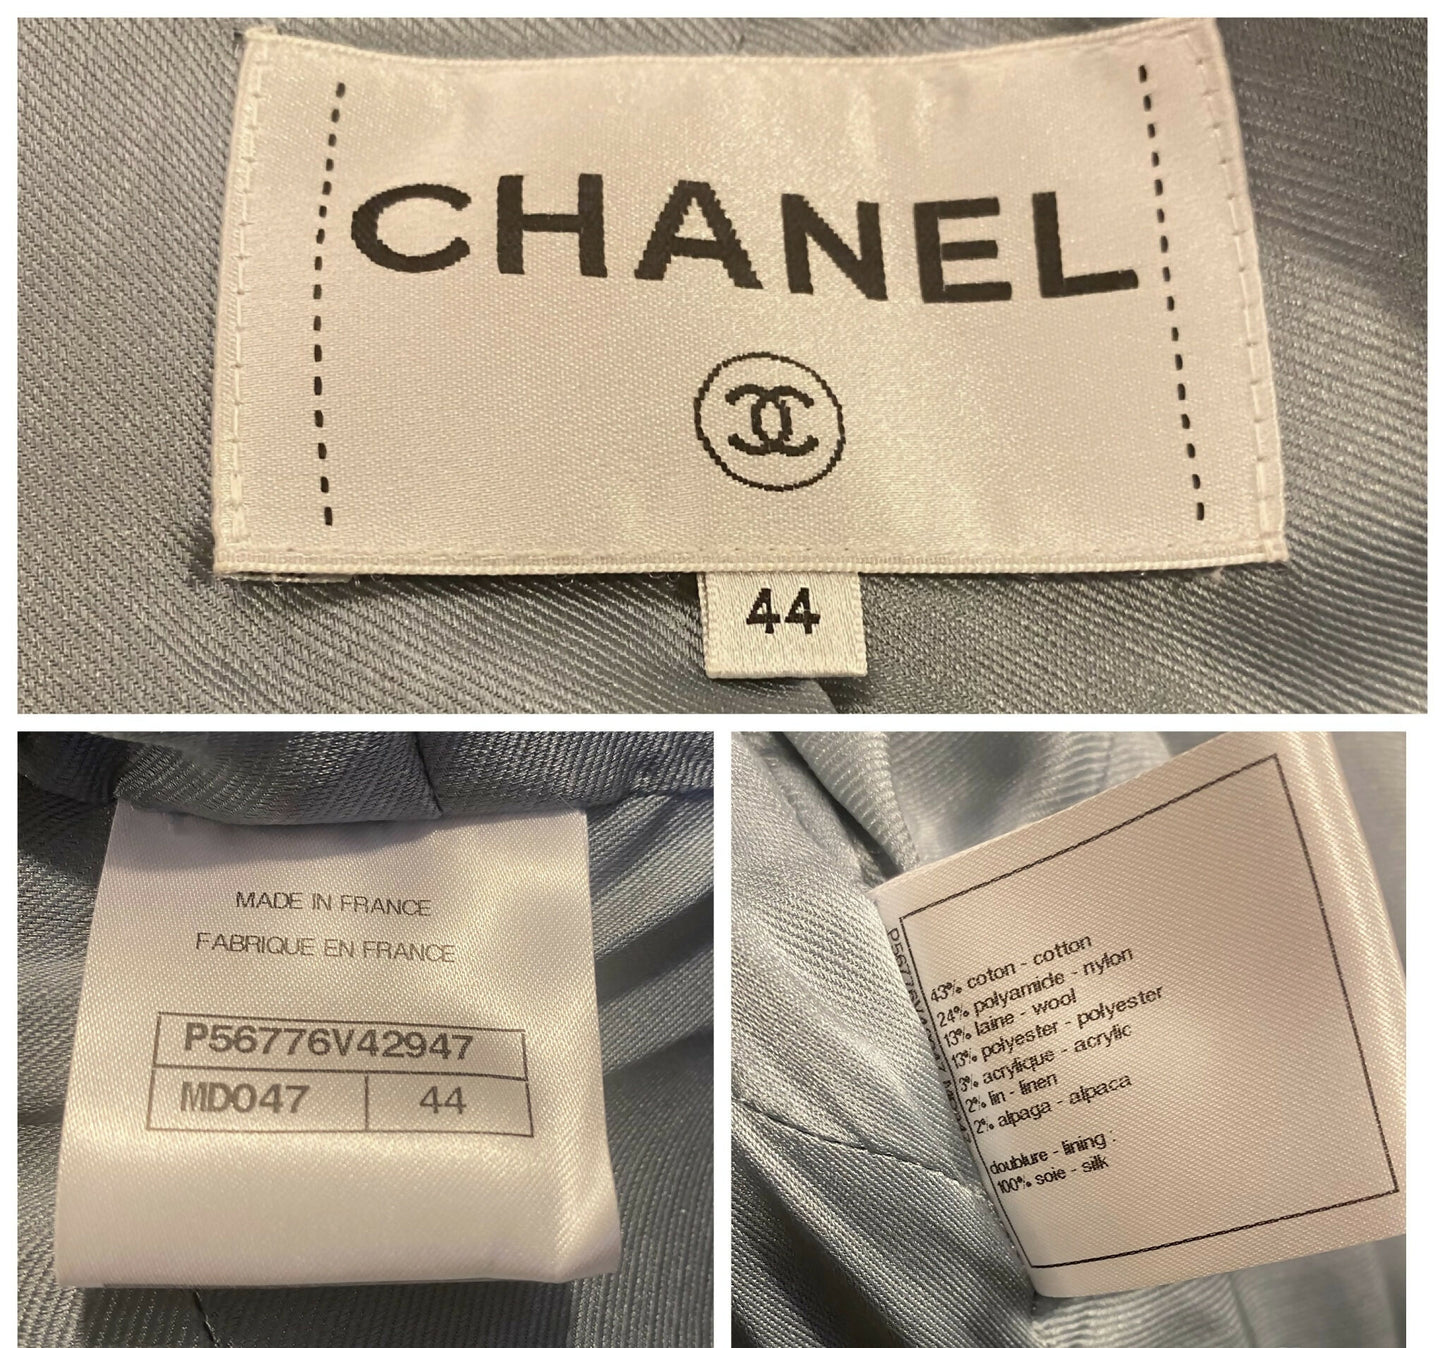 CHANEL
44
MADE IN FRANCE
FABRIQUE EN FRANCE
P56776V42947
MD047 44
43% coton - cotton
24% polyamide - nylon
13% laine - wool
13% polyester - polyester
3% acrylique - acrylic
2% lin - linen
2% alpaga - alpaca
doublure - lining :
100% soie - silk